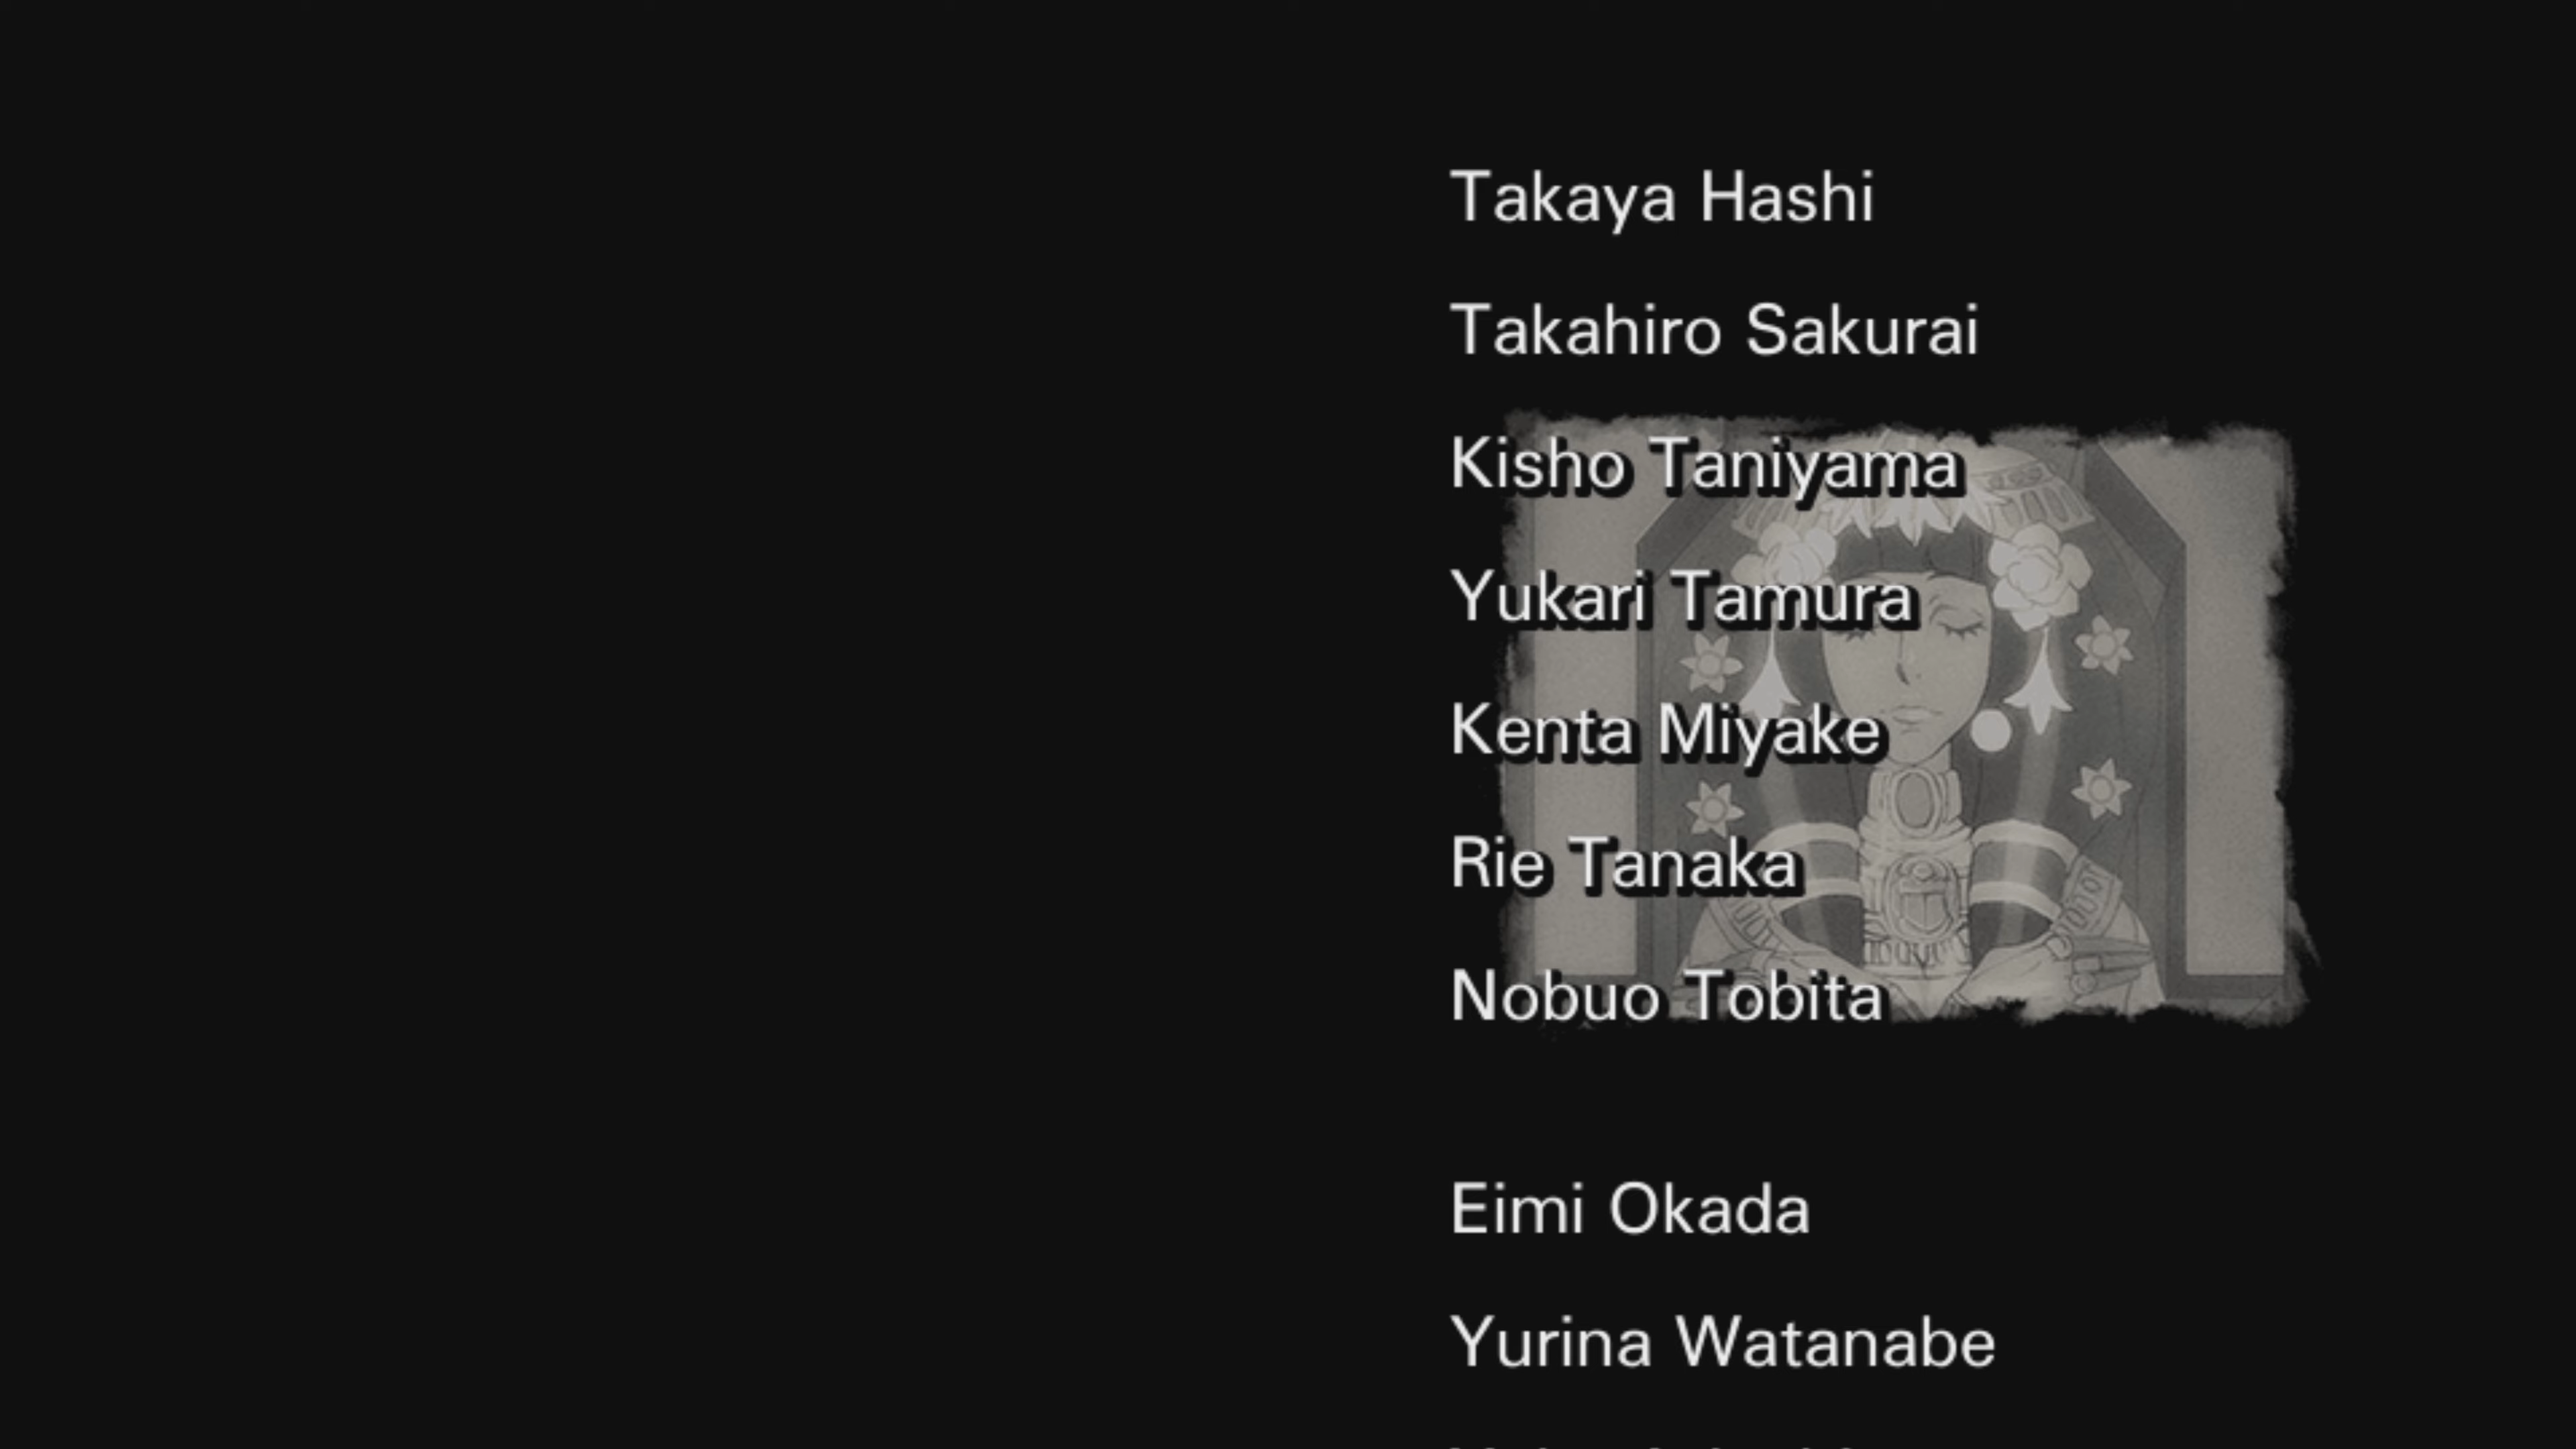 Takaya Hashi
Takahiro Sakurai
Kisho Taniyama
Yukari Tamura
Kenta Miyake
Rie Tanaka
Nobuo Tobita
Eimi Okada
Yurina Watanabe